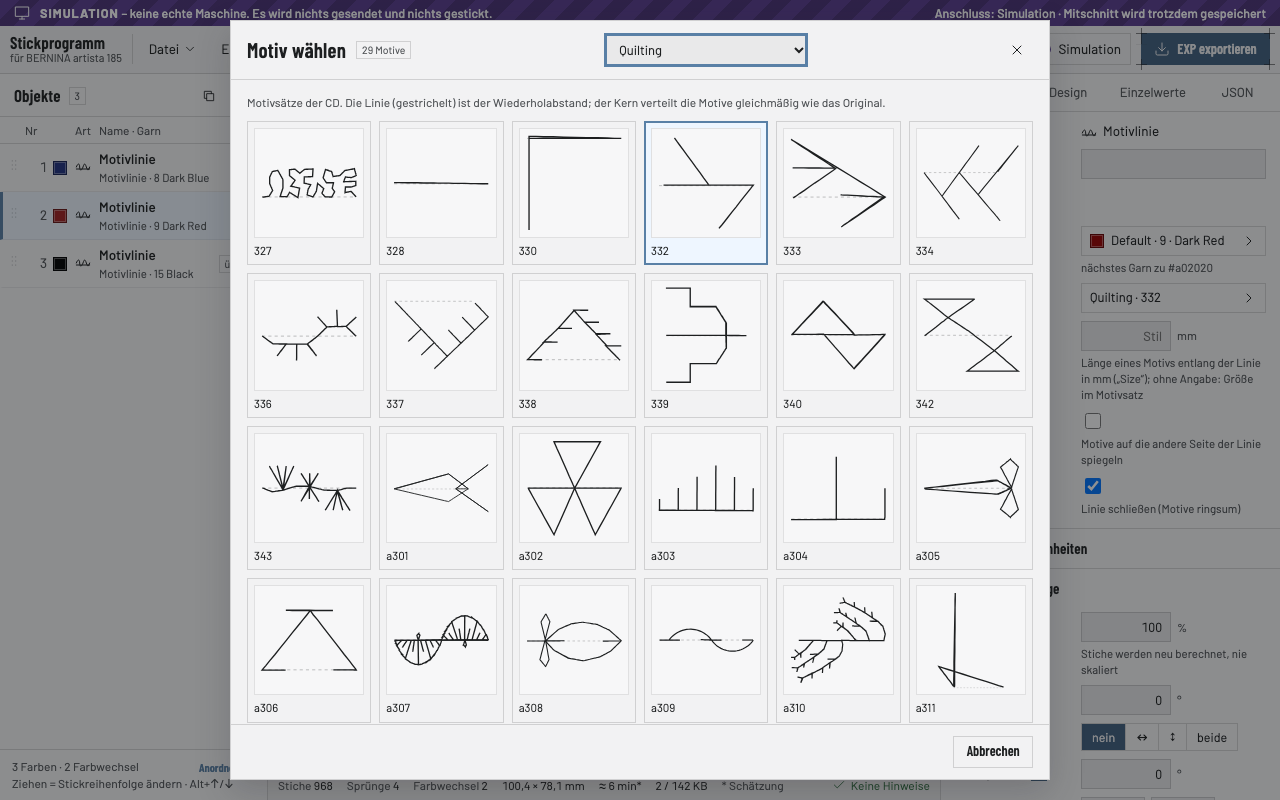 SIMULATION – keine echte Maschine. Es wird nichts gesendet und nichts gestickt.
Anschluss: Simulation · Mitschnitt wird trotzdem gespeichert
Stickprogramm
für BERNINA artista 185
Datei
E
Simulation
EXP exportieren
Motiv wählen
29 Motive
Quilting
Objekte
3
Design
Einzelwerte
JSON
Motivsätze der CD. Die Linie (gestrichelt) ist der Wiederholabstand; der Kern verteilt die Motive gleichmäßig wie das Original.
Nr
Art
Name · Garn
1
Motivlinie
Motivlinie · 8 Dark Blue
2
Motivlinie
Motivlinie · 9 Dark Red
3
Motivlinie
Motivlinie · 15 Black
327
328
330
332
333
334
336
337
338
339
340
342
343
a301
a302
a303
a304
a305
a306
a307
a308
a309
a310
a311
Abbrechen
Motivlinie
Default · 9 · Dark Red
nächstes Garn zu #a02020
Quilting · 332
Stil
mm
Länge eines Motivs entlang der Linie
in mm („Size“); ohne Angabe: Größe
im Motivsatz
Motive auf die andere Seite der Linie
spiegeln
Linie schließen (Motive ringsum)
nheiten
ge
100
%
Stiche werden neu berechnet, nie
skaliert
0
°
nein
↔
↕
beide
0
°
3 Farben · 2 Farbwechsel
Anordne
Ziehen = Stickreihenfolge ändern · Alt+↑/↓
Stiche 968
Sprünge 4
Farbwechsel 2
100,4 × 78,1 mm
≈ 6 min*
2 / 142 KB
* Schätzung
Keine Hinweise